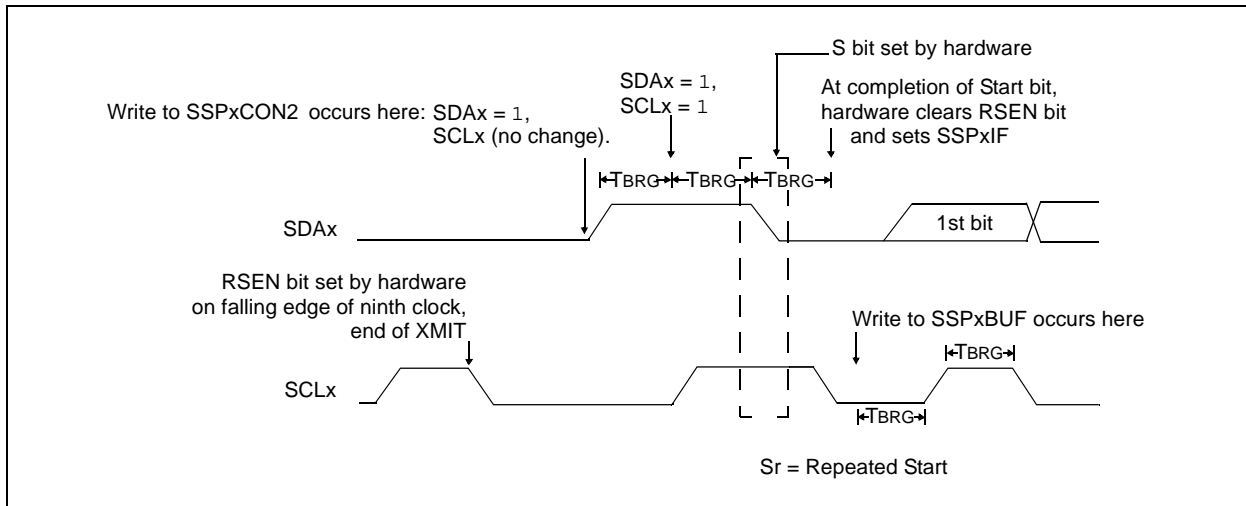 S bit set by hardware
SDAx = 1,
SCLx = 1
At completion of Start bit,
hardware clears RSEN bit
and sets SSPxIF
Write to SSPxCON2 occurs here: SDAx = 1,
SCLx (no change).
TBRG TBRG TBRG
SDAx
1st bit
RSEN bit set by hardware
on falling edge of ninth clock,
end of XMIT
Write to SSPxBUF occurs here
TBRG
SCLx
TBRG
Sr = Repeated Start